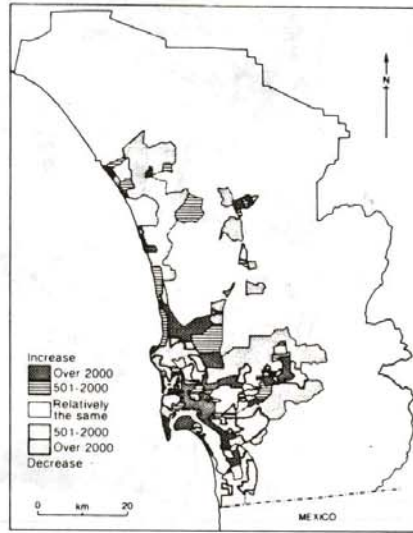 N
Increase
Over 2000
501-2000
Relatively
the same
501-2000
Over 2000
Decrease
0 km 20
MEXICO